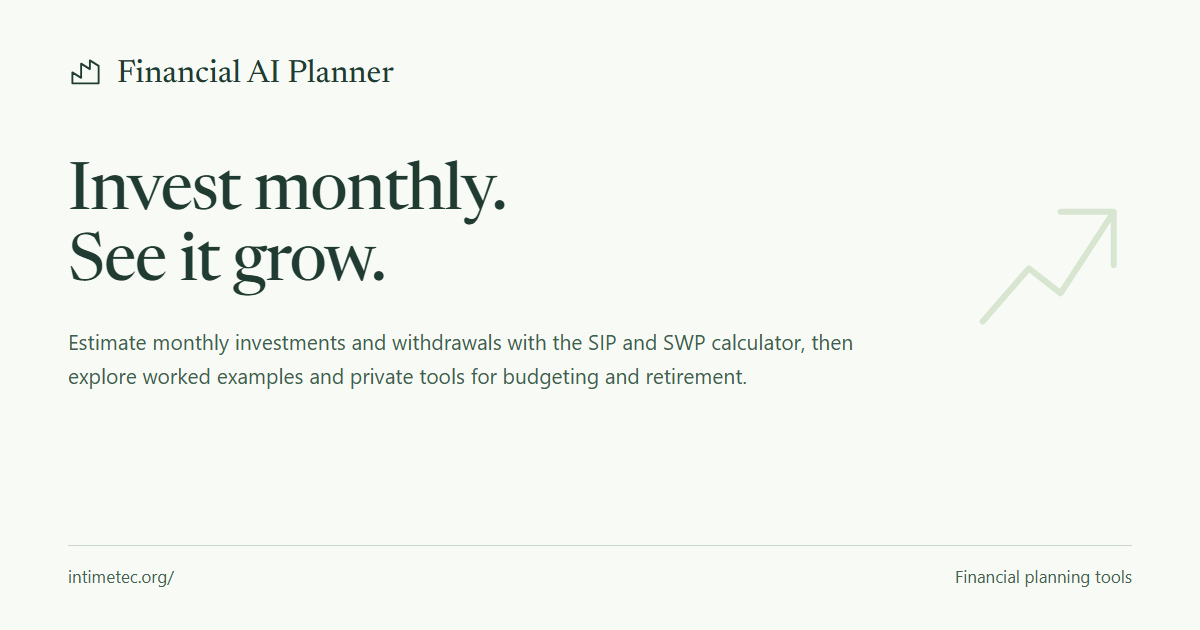 Financial AI Planner
Invest monthly.
See it grow.
Estimate monthly investments and withdrawals with the SIP and SWP calculator, then
explore worked examples and private tools for budgeting and retirement.
intimetec.org/
Financial planning tools